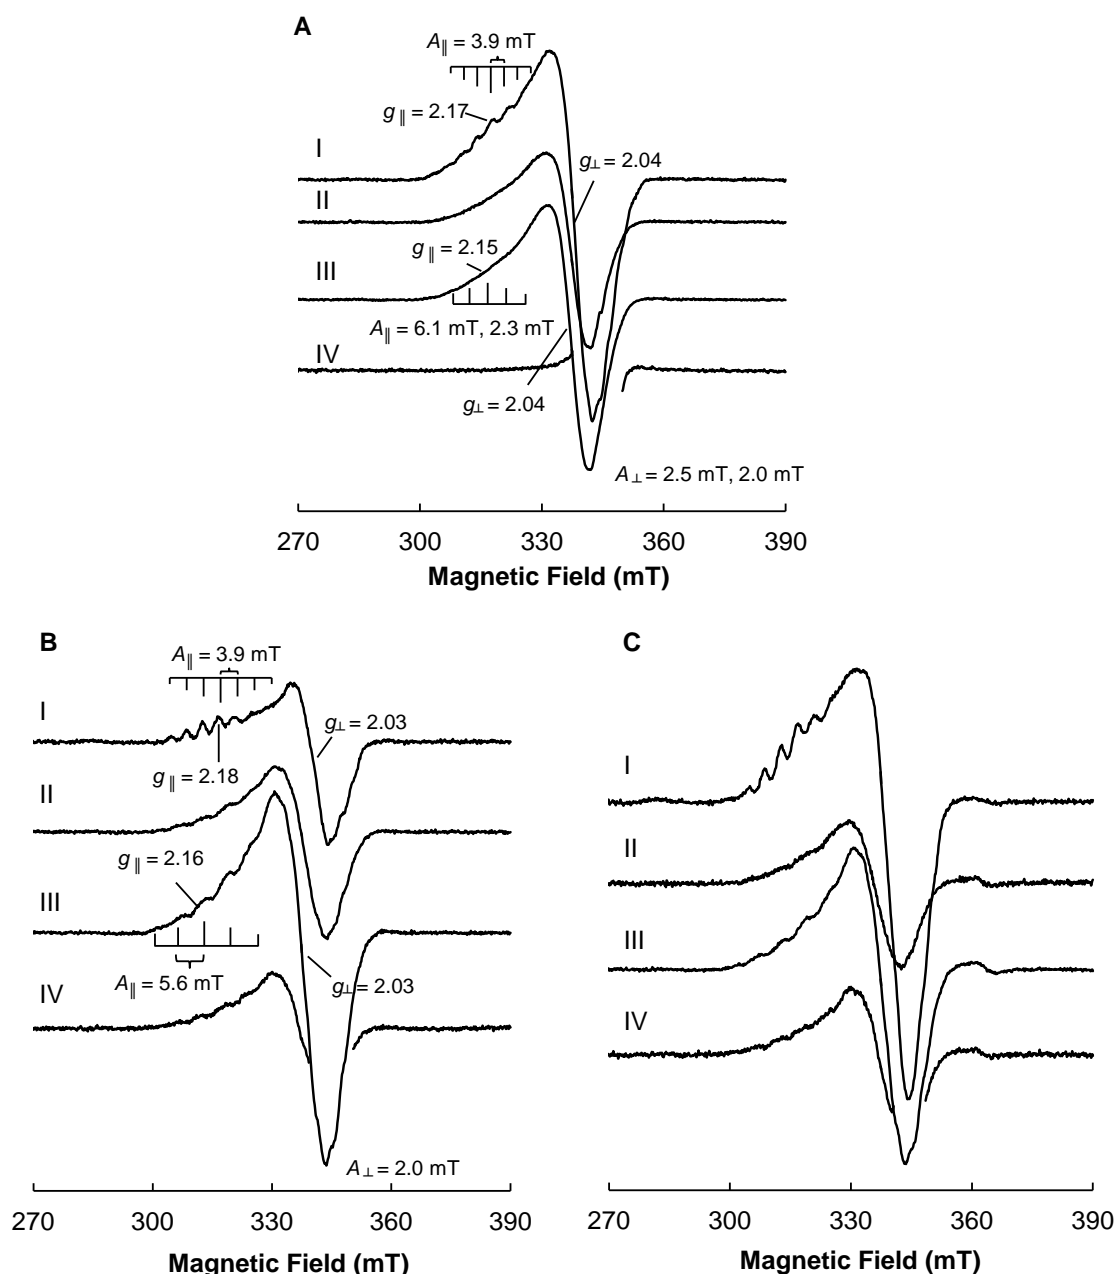 A
A∥ = 3.9 mT
g∥ = 2.17
I
g⊥ = 2.04
II
g∥ = 2.15
III
A∥ = 6.1 mT, 2.3 mT
IV
g⊥ = 2.04
A⊥ = 2.5 mT, 2.0 mT
270 300 330 360 390
Magnetic Field (mT)
B
A∥ = 3.9 mT
I
g⊥ = 2.03
g∥ = 2.18
II
g∥ = 2.16
III
A∥ = 5.6 mT
IV
g⊥ = 2.03
A⊥ = 2.0 mT
270 300 330 360 390
Magnetic Field (mT)
C
I
II
III
IV
270 300 330 360 390
Magnetic Field (mT)